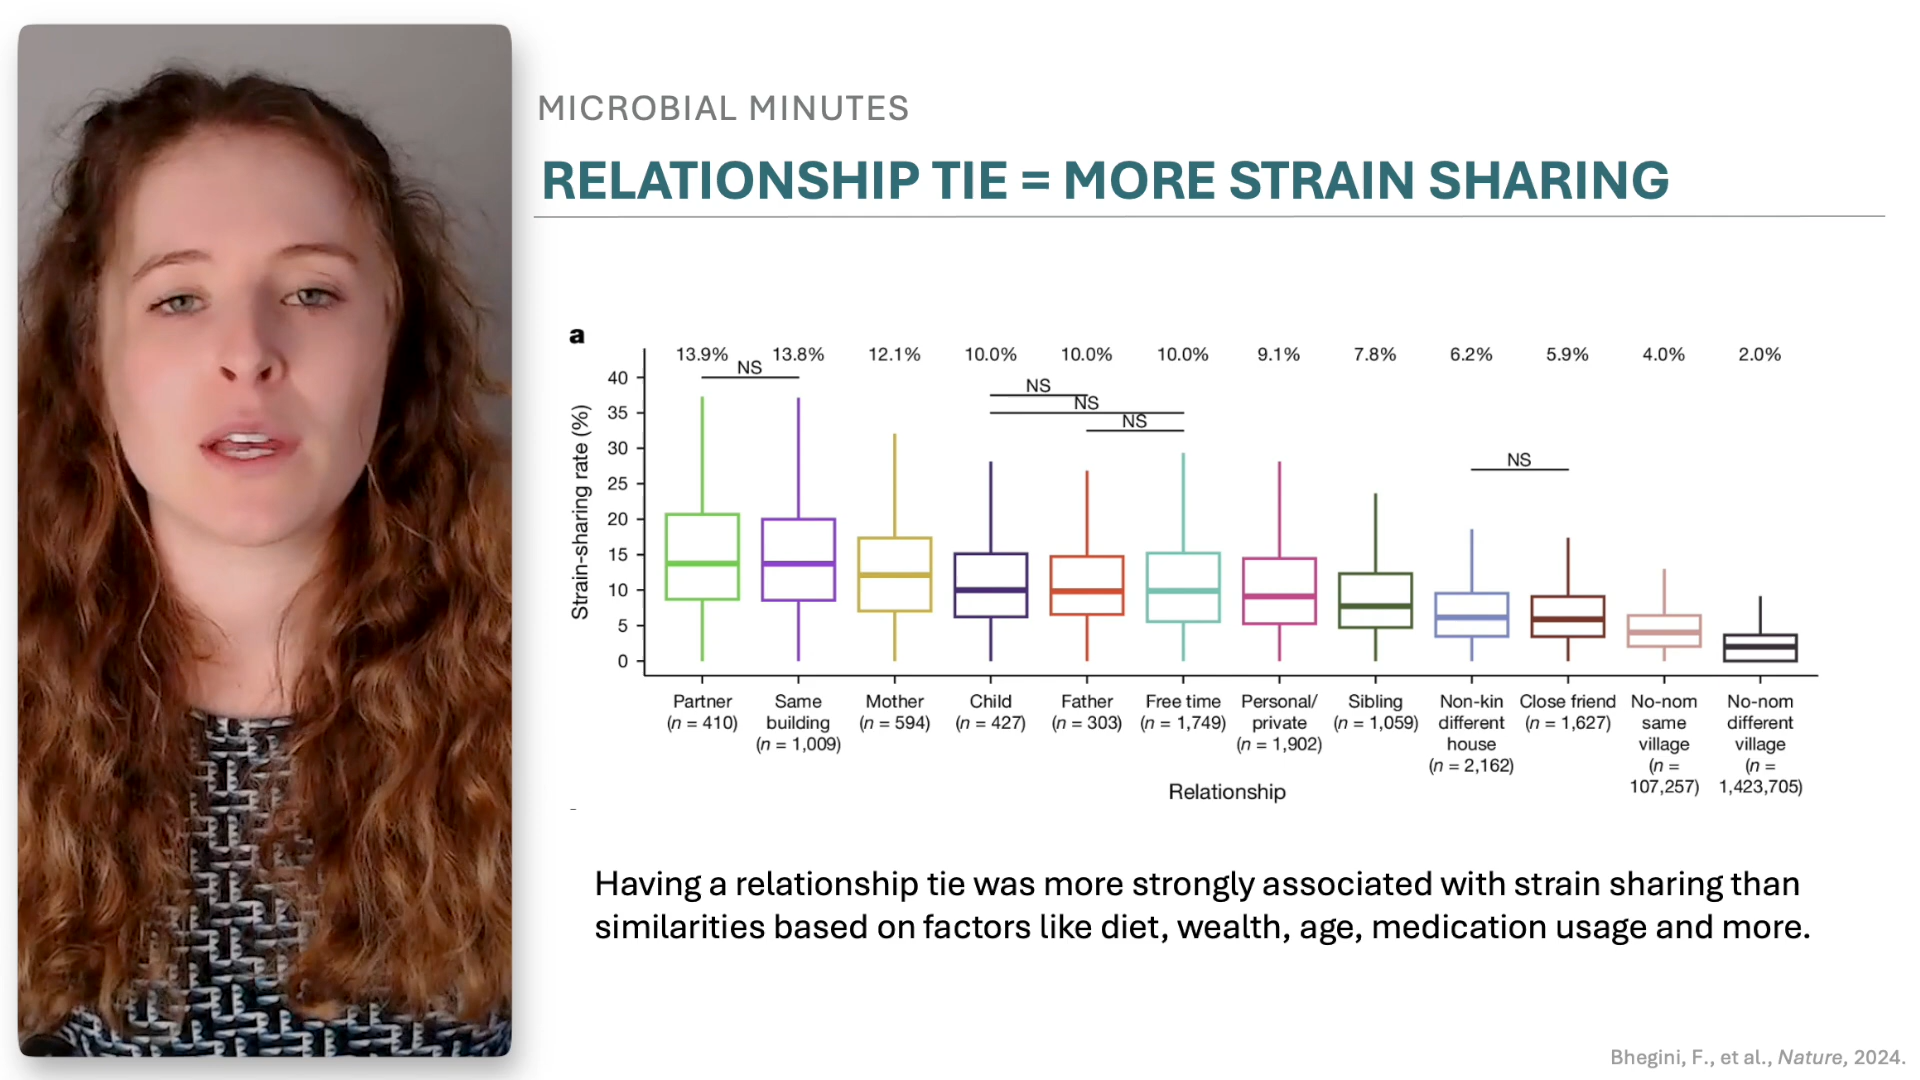 MICROBIAL MINUTES
RELATIONSHIP TIE = MORE STRAIN SHARING
a
13.9% 13.8% 12.1% 10.0% 10.0% 10.0% 9.1% 7.8% 6.2% 5.9% 4.0% 2.0%
NS
NS
NS
NS
NS
Strain-sharing rate (%)
40
35
30
25
20
15
10
5
0
Partner
(n = 410)
Same
building
(n = 1,009)
Mother
(n = 594)
Child
(n = 427)
Father
(n = 303)
Free time
(n = 1,749)
Personal/
private
(n = 1,902)
Sibling
(n = 1,059)
Non-kin
different
house
(n = 2,162)
Close friend
(n = 1,627)
No-nom
same
village
(n =
107,257)
No-nom
different
village
(n =
1,423,705)
Relationship
Having a relationship tie was more strongly associated with strain sharing than
similarities based on factors like diet, wealth, age, medication usage and more.
Bhegini, F., et al., Nature, 2024.